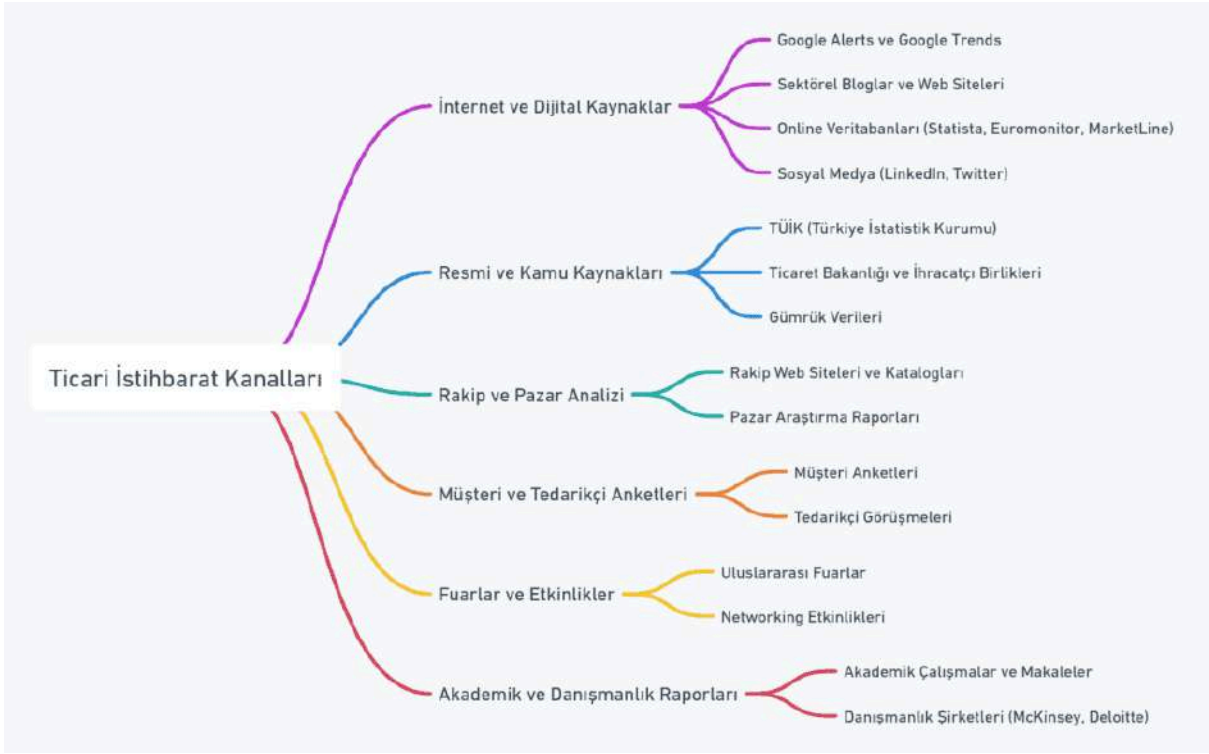 Ticari İstihbarat Kanalları
İnternet ve Dijital Kaynaklar
Google Alerts ve Google Trends
Sektörel Bloglar ve Web Siteleri
Online Veritabanları (Statista, Euromonitor, MarketLine)
Sosyal Medya (LinkedIn, Twitter)
Resmi ve Kamu Kaynakları
TÜİK (Türkiye İstatistik Kurumu)
Ticaret Bakanlığı ve İhracatçı Birlikleri
Gümrük Verileri
Rakip ve Pazar Analizi
Rakip Web Siteleri ve Katalogları
Pazar Araştırma Raporları
Müşteri ve Tedarikçi Anketleri
Müşteri Anketleri
Tedarikçi Görüşmeleri
Fuarlar ve Etkinlikler
Uluslararası Fuarlar
Networking Etkinlikleri
Akademik ve Danışmanlık Raporları
Akademik Çalışmalar ve Makaleler
Danışmanlık Şirketleri (McKinsey, Deloitte)